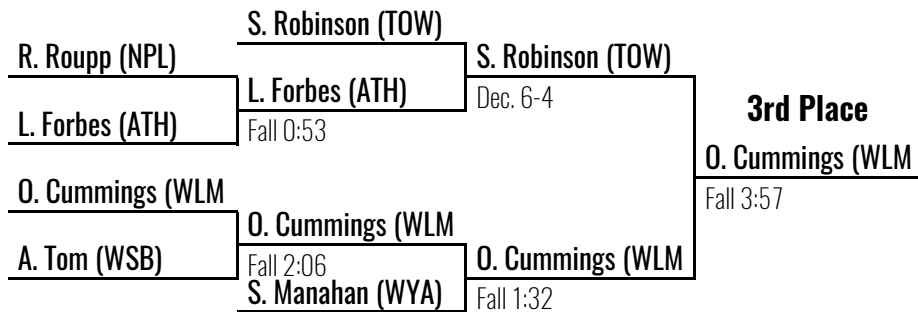 S. Robinson (TOW)
R. Roupp (NPL)
S. Robinson (TOW)
L. Forbes (ATH)
Dec. 6-4
3rd Place
L. Forbes (ATH)
Fall 0:53
O. Cummings (WLM
O. Cummings (WLM
Fall 3:57
O. Cummings (WLM
A. Tom (WSB)
Fall 2:06
O. Cummings (WLM
S. Manahan (WYA)
Fall 1:32